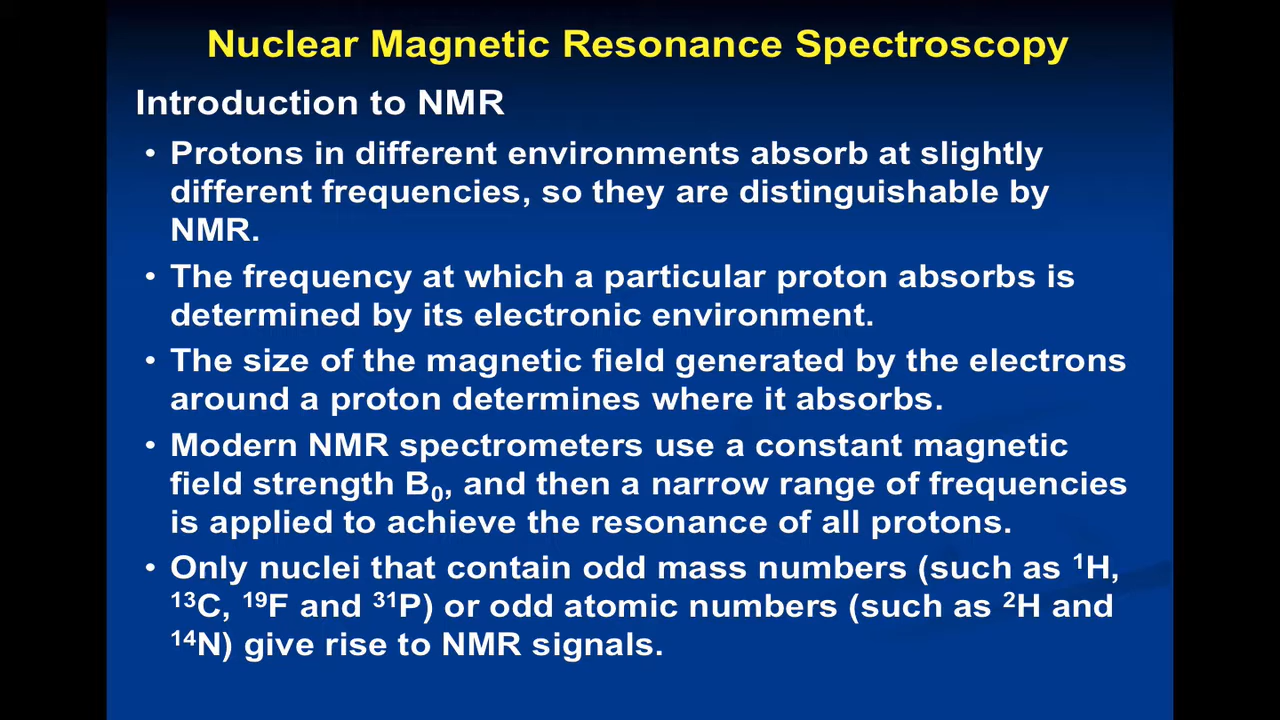 Nuclear Magnetic Resonance Spectroscopy
Introduction to NMR
• Protons in different environments absorb at slightly
different frequencies, so they are distinguishable by
NMR.
• The frequency at which a particular proton absorbs is
determined by its electronic environment.
• The size of the magnetic field generated by the electrons
around a proton determines where it absorbs.
• Modern NMR spectrometers use a constant magnetic
field strength B₀, and then a narrow range of frequencies
is applied to achieve the resonance of all protons.
• Only nuclei that contain odd mass numbers (such as ¹H,
¹³C, ¹⁹F and ³¹P) or odd atomic numbers (such as ²H and
¹⁴N) give rise to NMR signals.